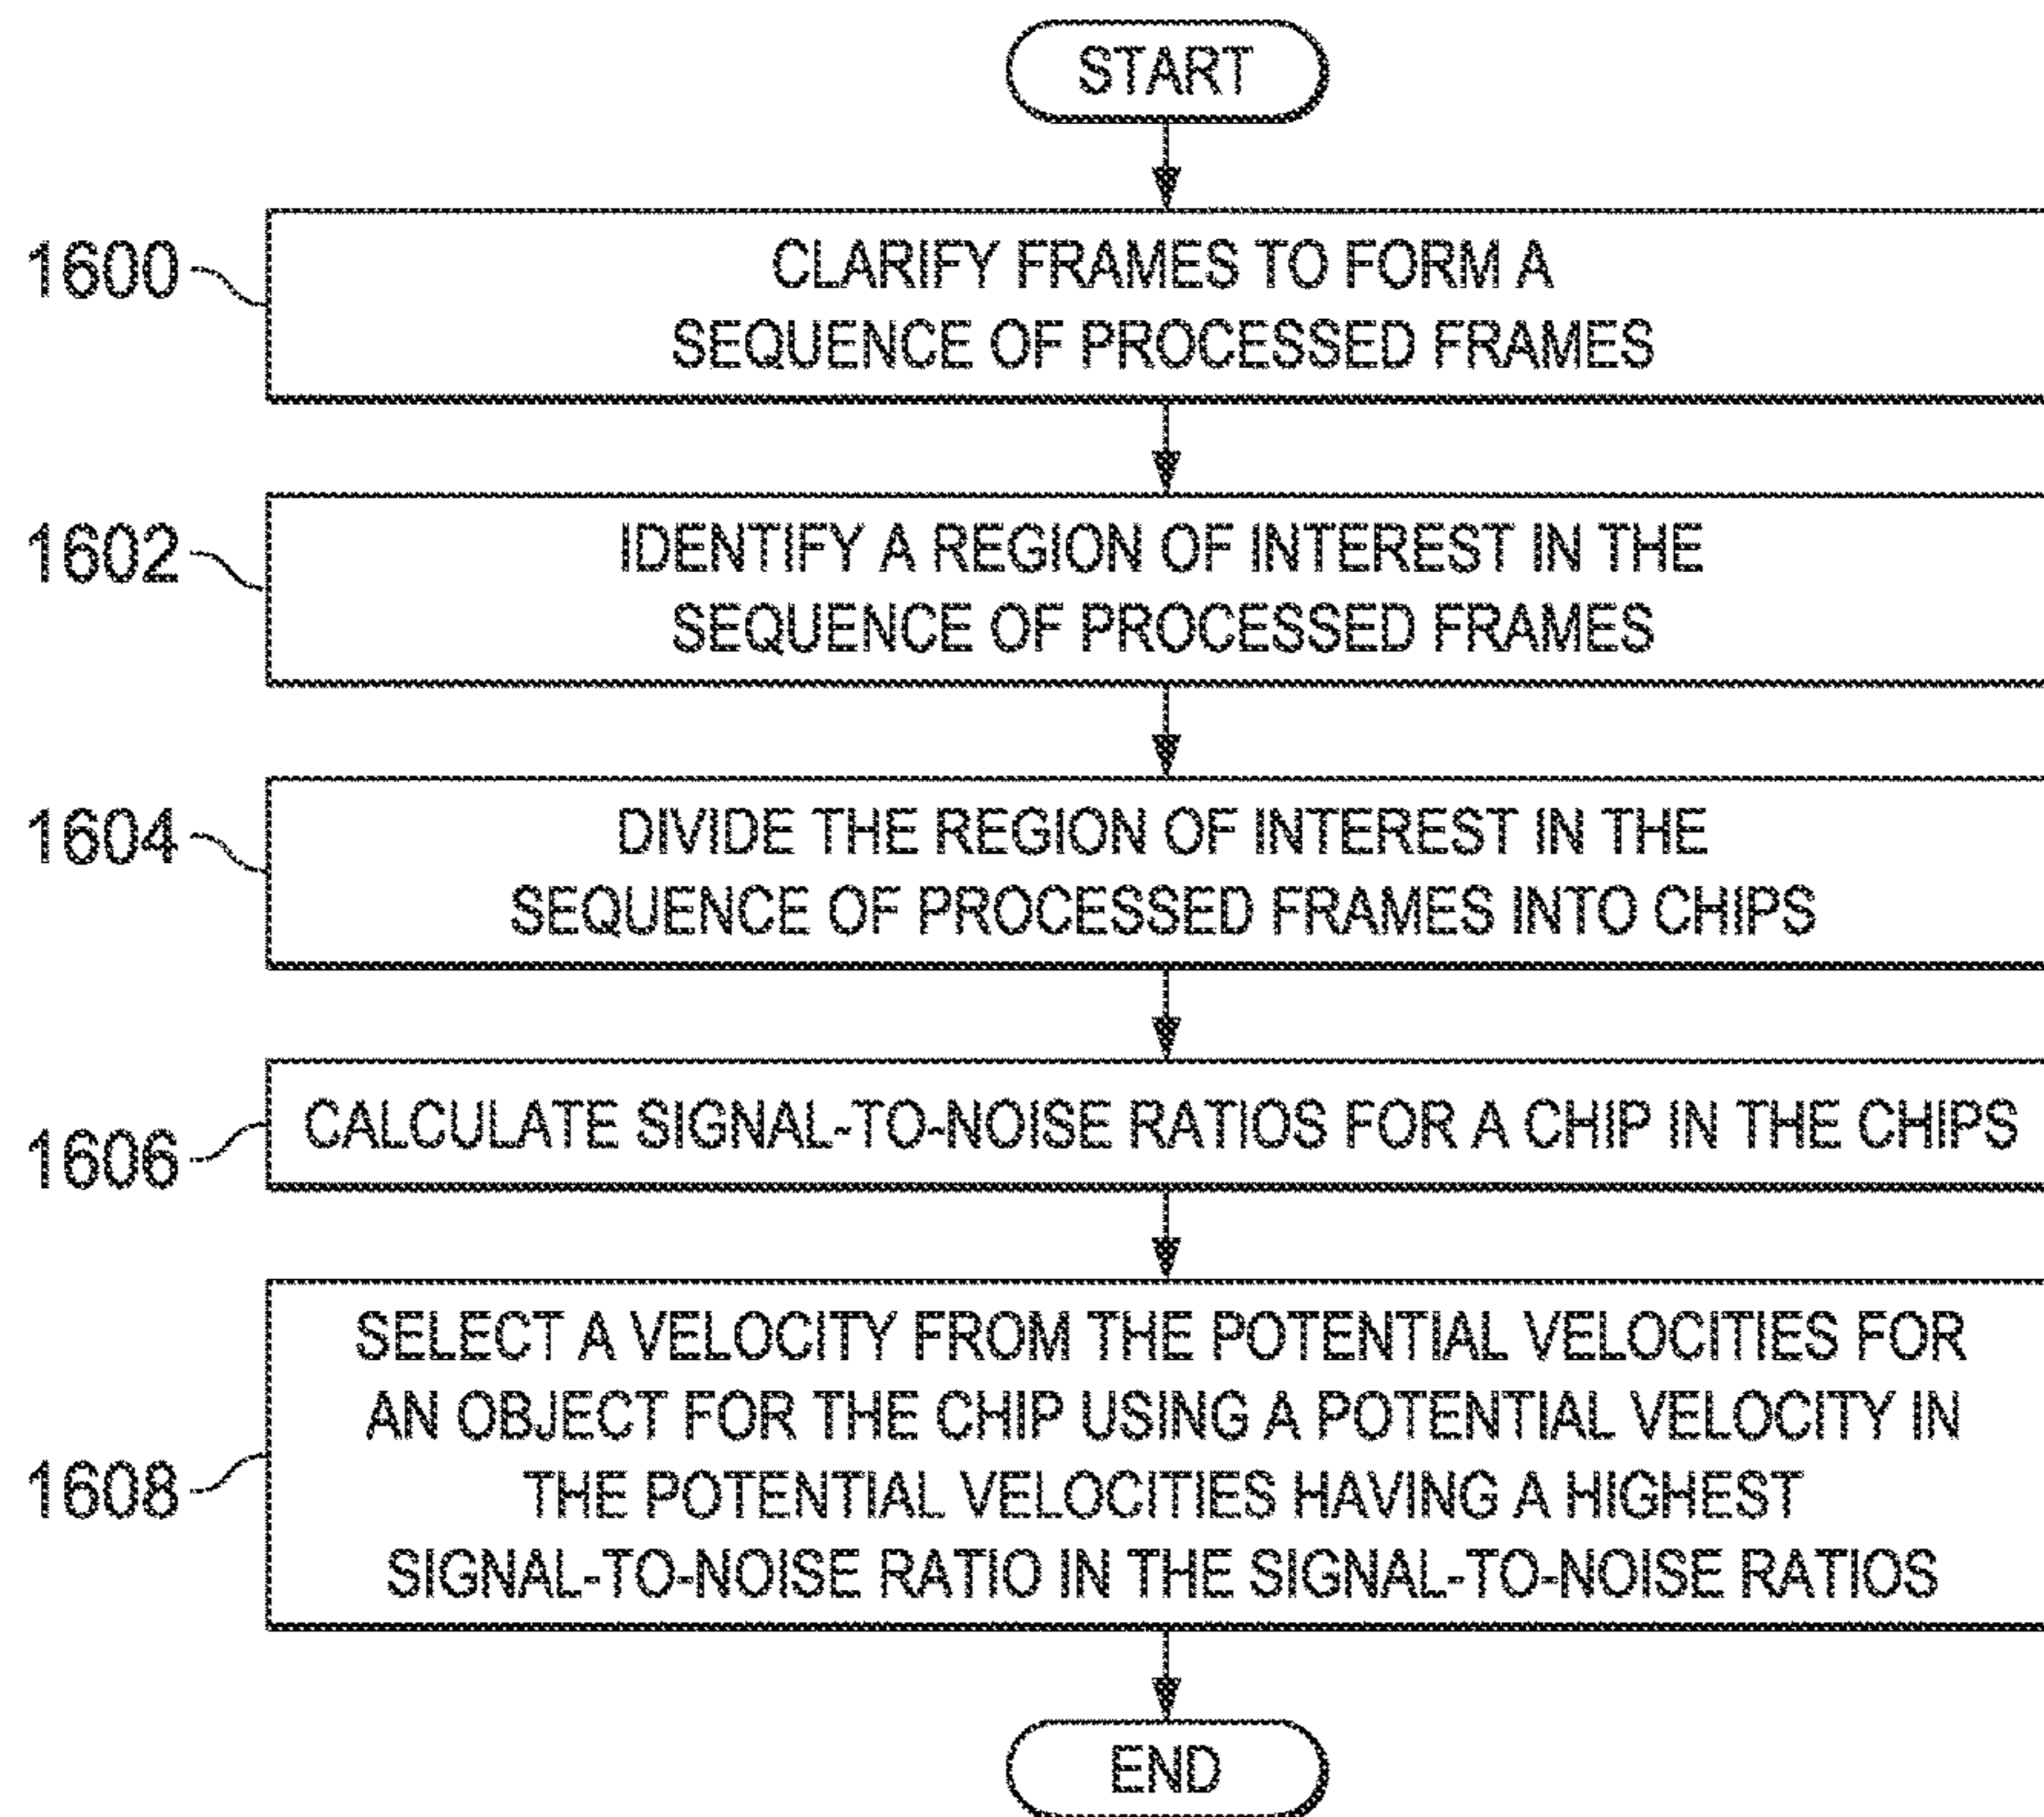 START
1600
CLARIFY FRAMES TO FORM A
SEQUENCE OF PROCESSED FRAMES
1602
IDENTIFY A REGION OF INTEREST IN THE
SEQUENCE OF PROCESSED FRAMES
1604
DIVIDE THE REGION OF INTEREST IN THE
SEQUENCE OF PROCESSED FRAMES INTO CHIPS
1606
CALCULATE SIGNAL-TO-NOISE RATIOS FOR A CHIP IN THE CHIPS
1608
SELECT A VELOCITY FROM THE POTENTIAL VELOCITIES FOR
AN OBJECT FOR THE CHIP USING A POTENTIAL VELOCITY IN
THE POTENTIAL VELOCITIES HAVING A HIGHEST
SIGNAL-TO-NOISE RATIO IN THE SIGNAL-TO-NOISE RATIOS
END